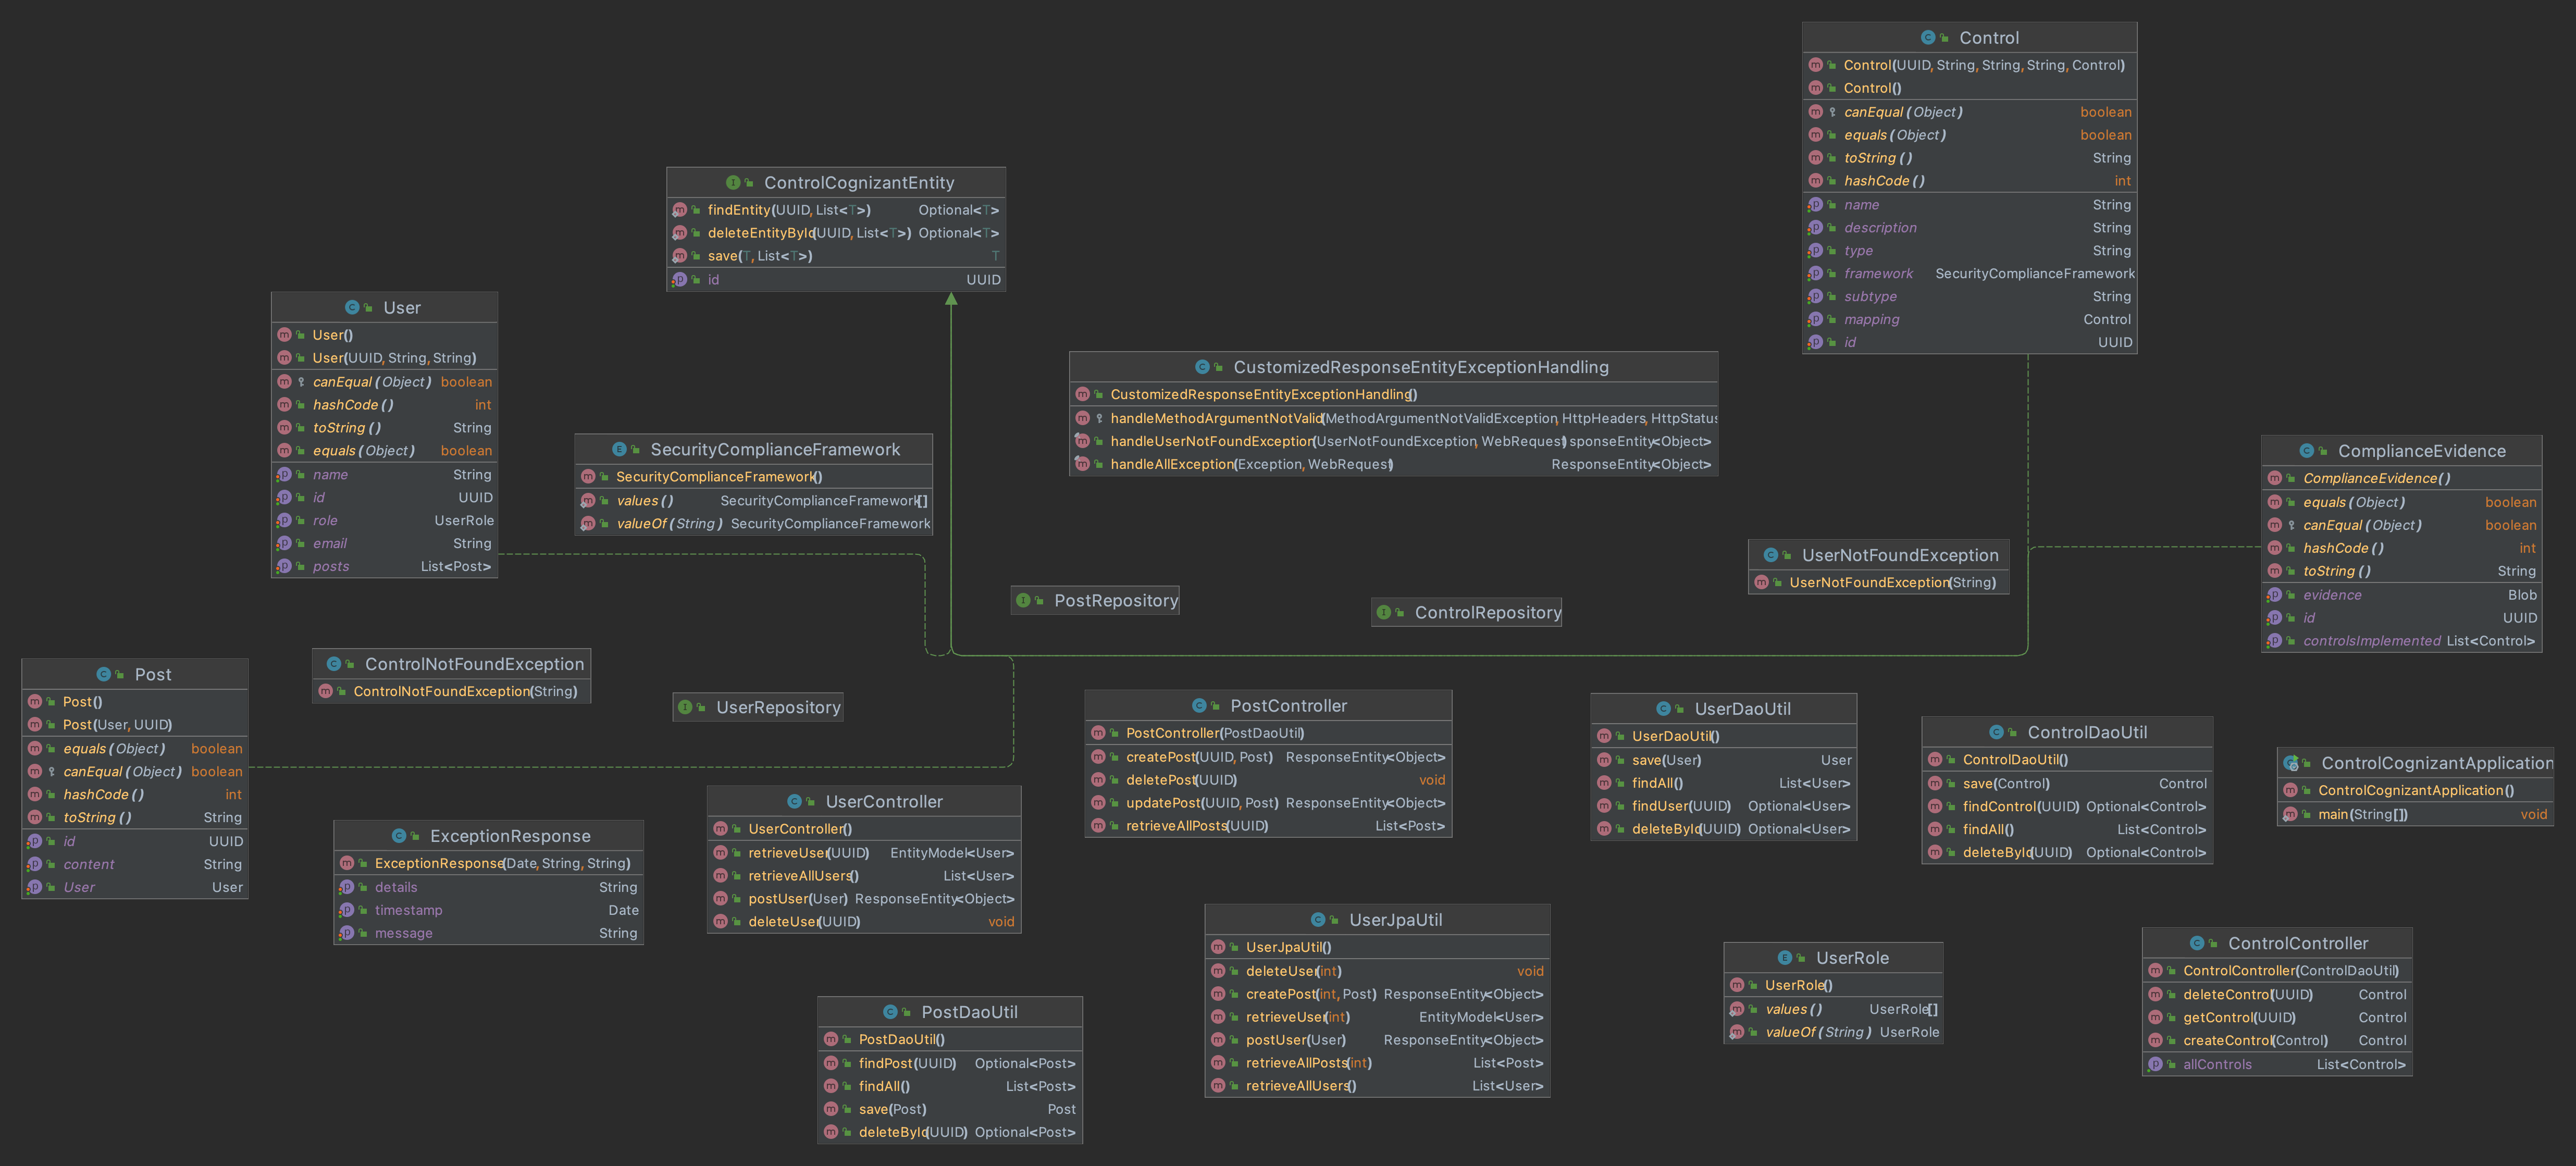 Control
Control(UUID, String, String, String, Control)
Control()
canEqual(Object) boolean
equals(Object) boolean
toString() String
hashCode() int
name String
description String
type String
framework SecurityComplianceFramework
subtype String
mapping Control
id UUID
ControlCognizantEntity
findEntity(UUID, List<T>) Optional<T>
deleteEntityById(UUID, List<T>) Optional<T>
save(T, List<T>) T
id UUID
User
User()
User(UUID, String, String)
canEqual(Object) boolean
hashCode() int
toString() String
equals(Object) boolean
name String
id UUID
role UserRole
email String
posts List<Post>
CustomizedResponseEntityExceptionHandling
CustomizedResponseEntityExceptionHandling()
handleMethodArgumentNotValid(MethodArgumentNotValidException, HttpHeaders, HttpStatus
handleUserNotFoundException(UserNotFoundException, WebRequest) sponseEntity<Object>
handleAllException(Exception, WebRequest) ResponseEntity<Object>
SecurityComplianceFramework
SecurityComplianceFramework()
values() SecurityComplianceFramework[]
valueOf(String) SecurityComplianceFramework
ComplianceEvidence
ComplianceEvidence()
equals(Object) boolean
canEqual(Object) boolean
hashCode() int
toString() String
evidence Blob
id UUID
controlsImplemented List<Control>
UserNotFoundException
UserNotFoundException(String)
PostRepository
ControlRepository
ControlNotFoundException
ControlNotFoundException(String)
Post
Post()
Post(User, UUID)
equals(Object) boolean
canEqual(Object) boolean
hashCode() int
toString() String
id UUID
content String
User User
UserRepository
PostController
PostController(PostDaoUtil)
createPost(UUID, Post) ResponseEntity<Object>
deletePost(UUID) void
updatePost(UUID, Post) ResponseEntity<Object>
retrieveAllPosts(UUID) List<Post>
UserDaoUtil
UserDaoUtil()
save(User) User
findAll() List<User>
findUser(UUID) Optional<User>
deleteById(UUID) Optional<User>
ControlDaoUtil
ControlDaoUtil()
save(Control) Control
findControl(UUID) Optional<Control>
findAll() List<Control>
deleteById(UUID) Optional<Control>
ControlCognizantApplication
ControlCognizantApplication()
main(String[]) void
UserController
UserController()
retrieveUser(UUID) EntityModel<User>
retrieveAllUsers() List<User>
postUser(User) ResponseEntity<Object>
deleteUser(UUID) void
ExceptionResponse
ExceptionResponse(Date, String, String)
details String
timestamp Date
message String
UserJpaUtil
UserJpaUtil()
deleteUser(int) void
createPost(int, Post) ResponseEntity<Object>
retrieveUser(int) EntityModel<User>
postUser(User) ResponseEntity<Object>
retrieveAllPosts(int) List<Post>
retrieveAllUsers() List<User>
UserRole
UserRole()
values() UserRole[]
valueOf(String) UserRole
ControlController
ControlController(ControlDaoUtil)
deleteControl(UUID) Control
getControl(UUID) Control
createControl(Control) Control
allControls List<Control>
PostDaoUtil
PostDaoUtil()
findPost(UUID) Optional<Post>
findAll() List<Post>
save(Post) Post
deleteById(UUID) Optional<Post>